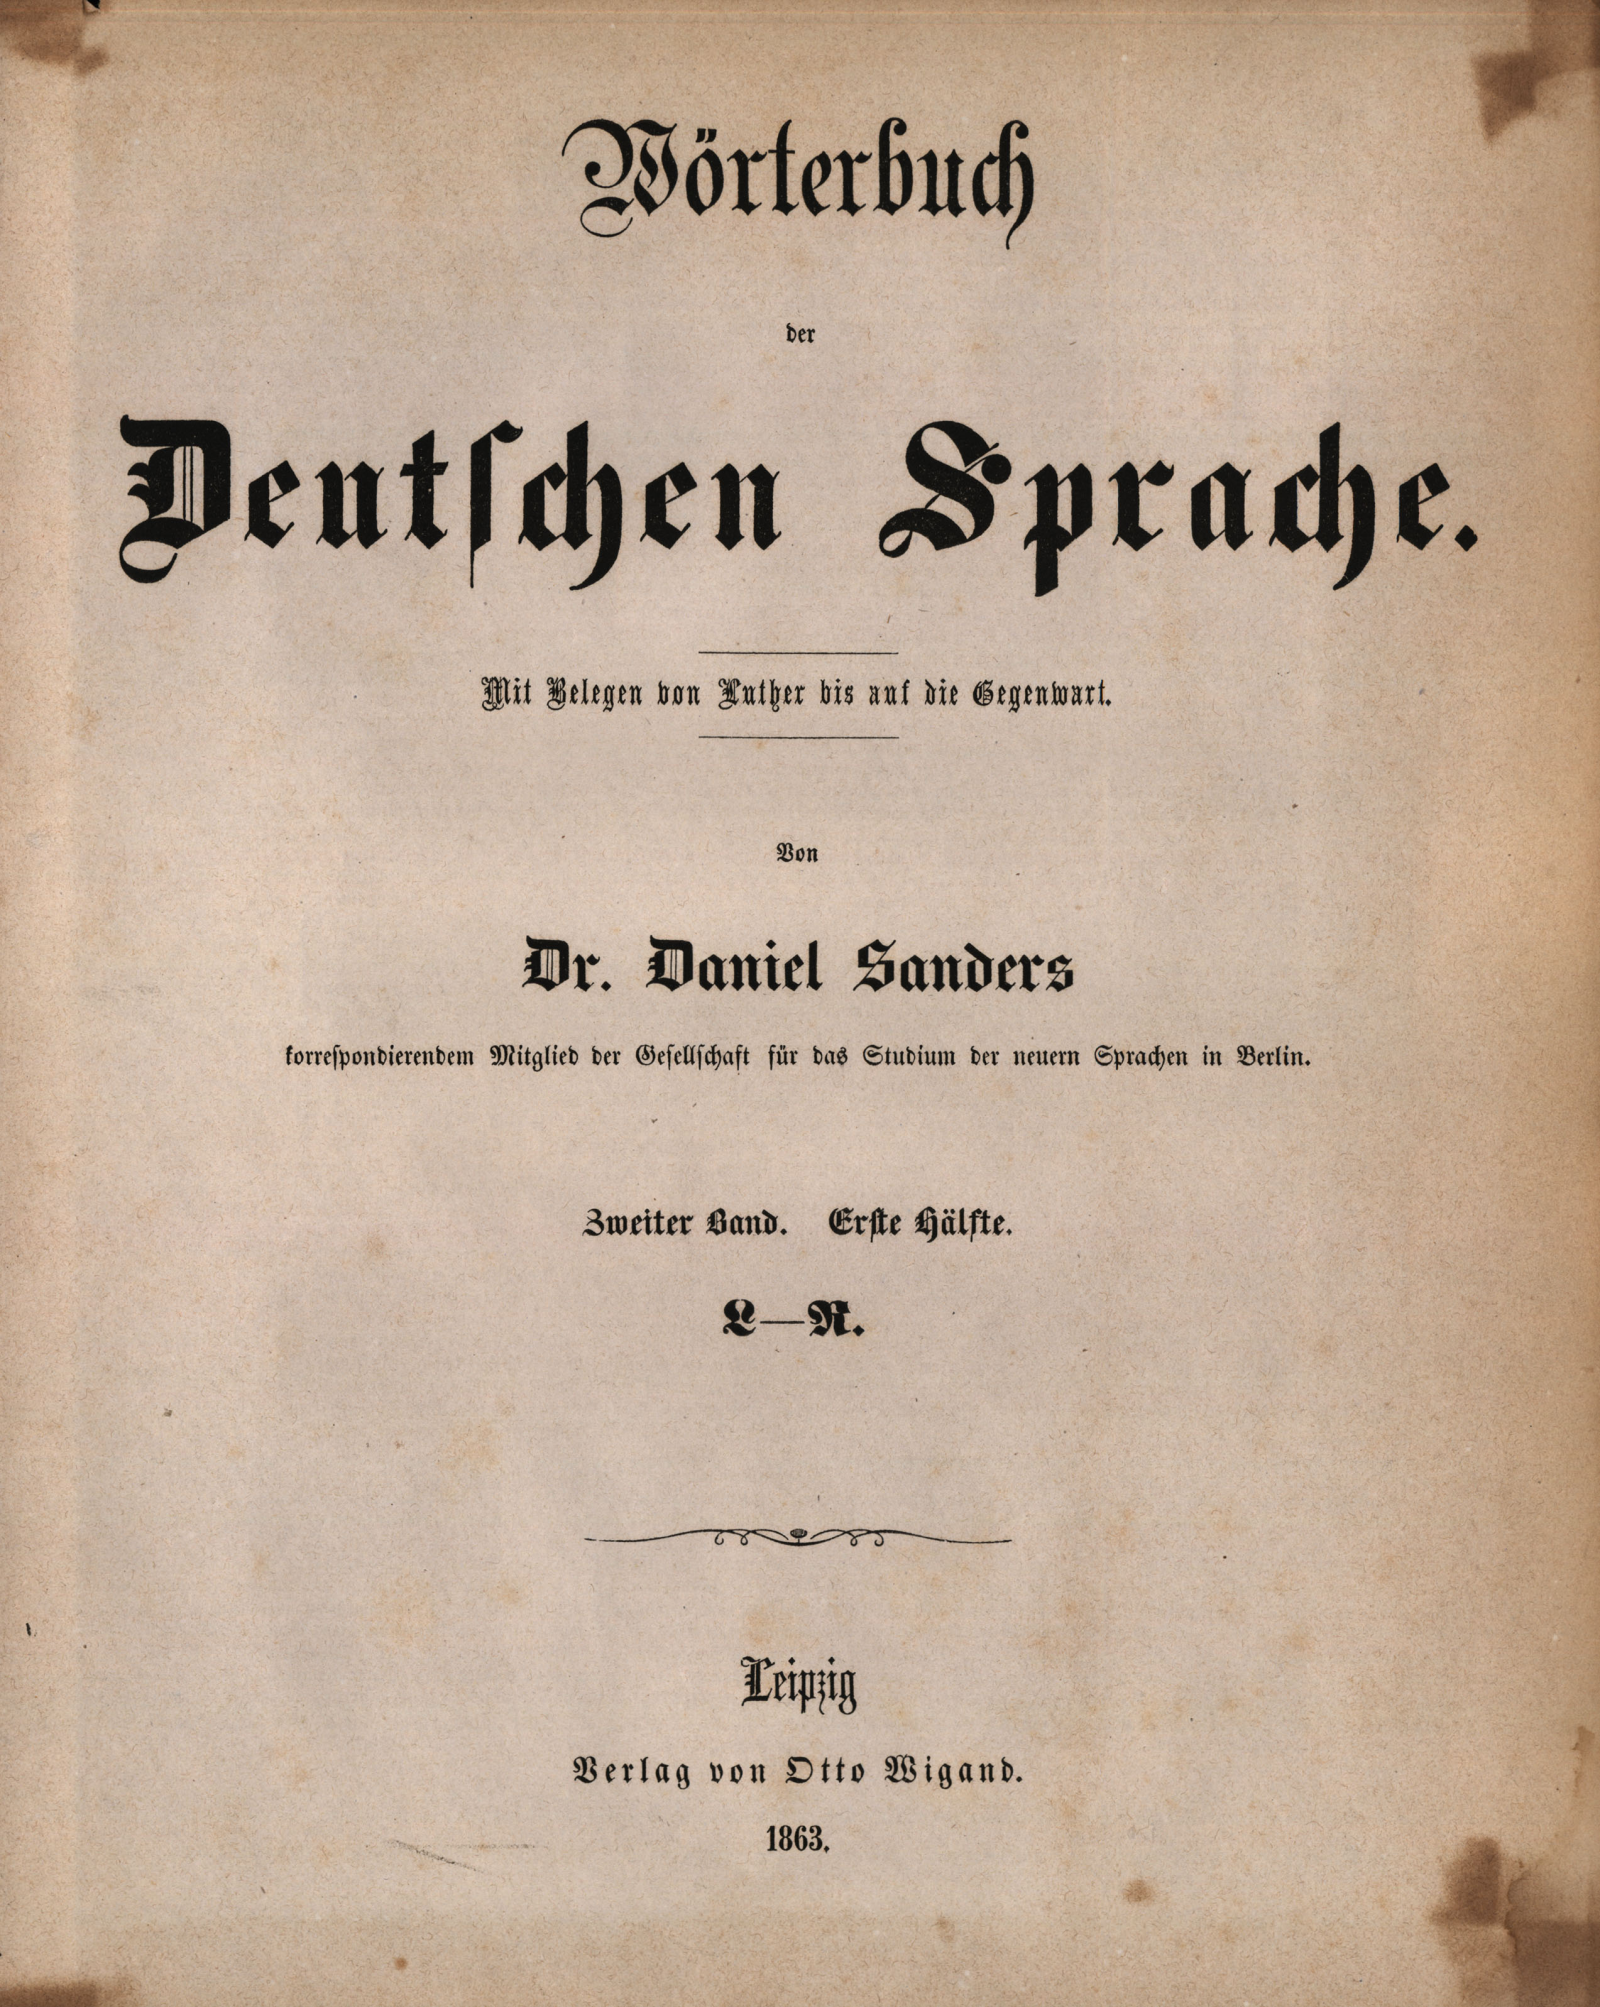 Wörterbuch
der
Deutſchen Sprache.
Mit Belegen von Luther bis auf die Gegenwart.
Von
Dr. Daniel Sanders
korreſpondierendem Mitglied der Geſellſchaft für das Studium der neuern Sprachen in Berlin.
Zweiter Band. Erſte Hälfte.
L—R.
Leipzig
Verlag von Otto Wigand.
1863.